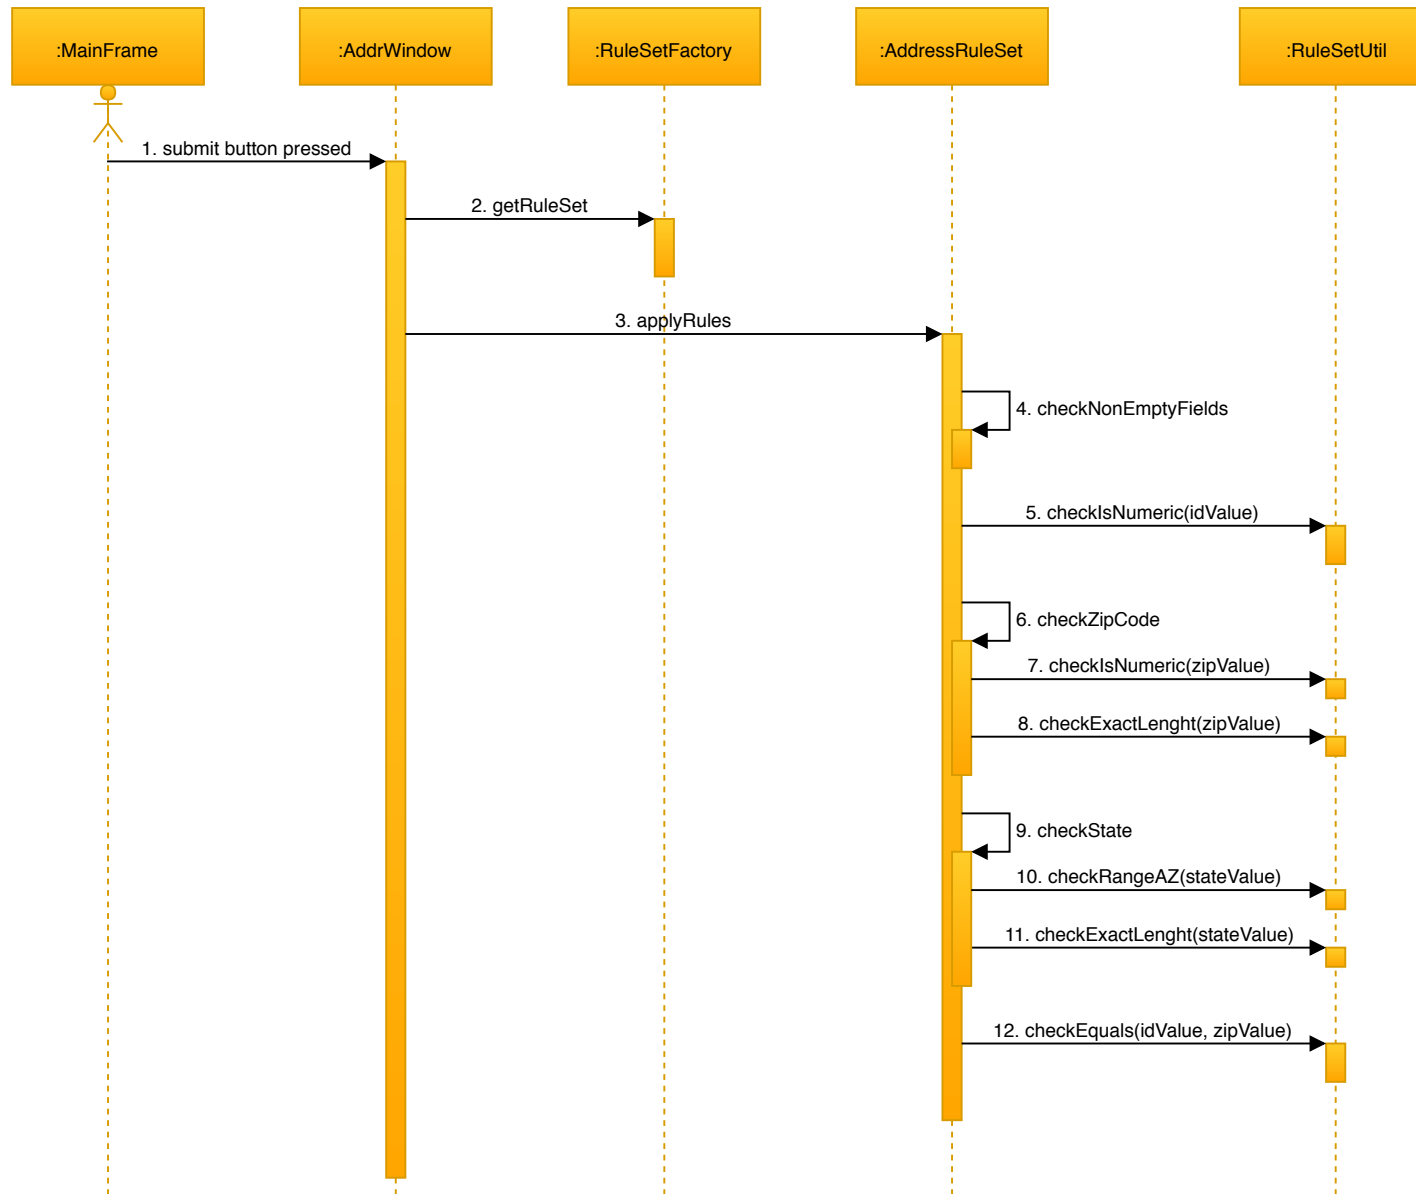 :MainFrame
:AddrWindow
:RuleSetFactory
:AddressRuleSet
:RuleSetUtil
1. submit button pressed
2. getRuleSet
3. applyRules
4. checkNonEmptyFields
5. checkIsNumeric(idValue)
6. checkZipCode
7. checkIsNumeric(zipValue)
8. checkExactLenght(zipValue)
9. checkState
10. checkRangeAZ(stateValue)
11. checkExactLenght(stateValue)
12. checkEquals(idValue, zipValue)